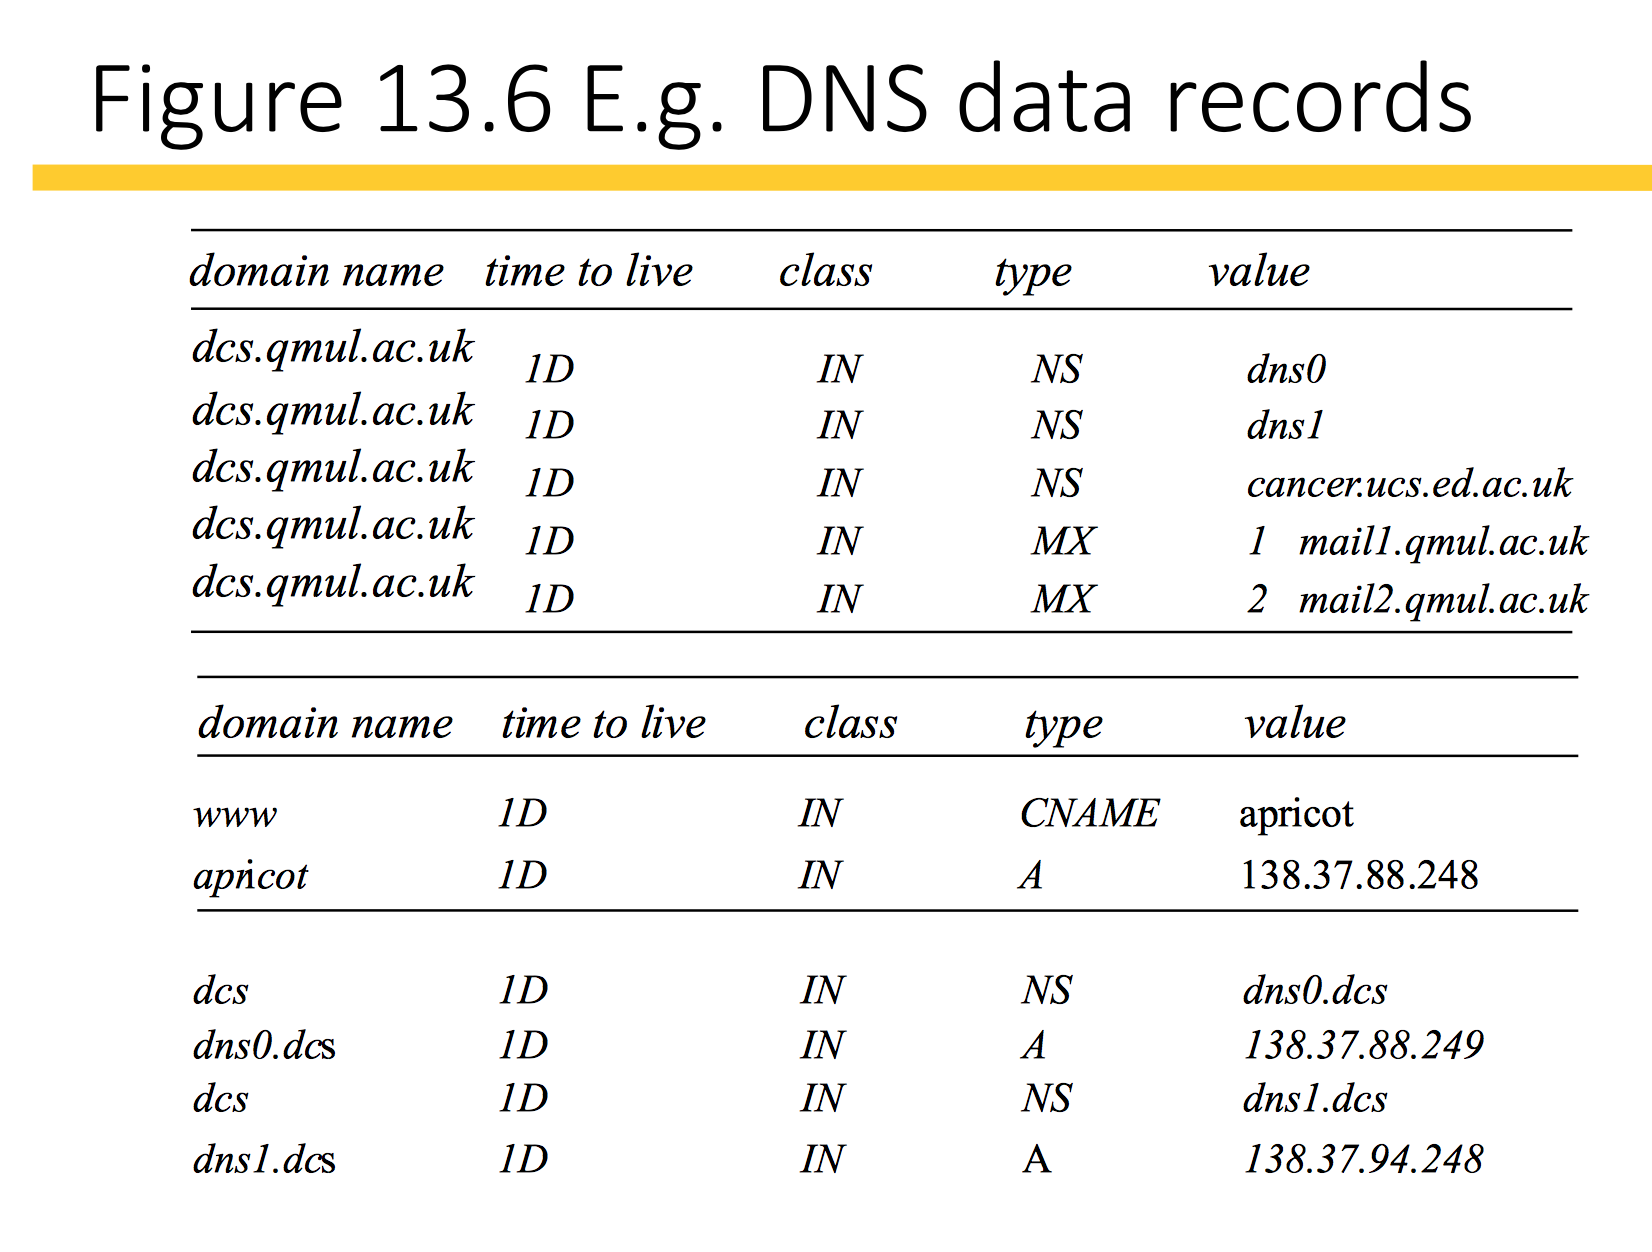 Figure 13.6 E.g. DNS data records
domain name time to live class type value
dcs.qmul.ac.uk 1D IN NS dns0
dcs.qmul.ac.uk 1D IN NS dns1
dcs.qmul.ac.uk 1D IN NS cancer.ucs.ed.ac.uk
dcs.qmul.ac.uk 1D IN MX 1 mail1.qmul.ac.uk
dcs.qmul.ac.uk 1D IN MX 2 mail2.qmul.ac.uk
domain name time to live class type value
www 1D IN CNAME apricot
apricot 1D IN A 138.37.88.248
dcs 1D IN NS dns0.dcs
dns0.dcs 1D IN A 138.37.88.249
dcs 1D IN NS dns1.dcs
dns1.dcs 1D IN A 138.37.94.248